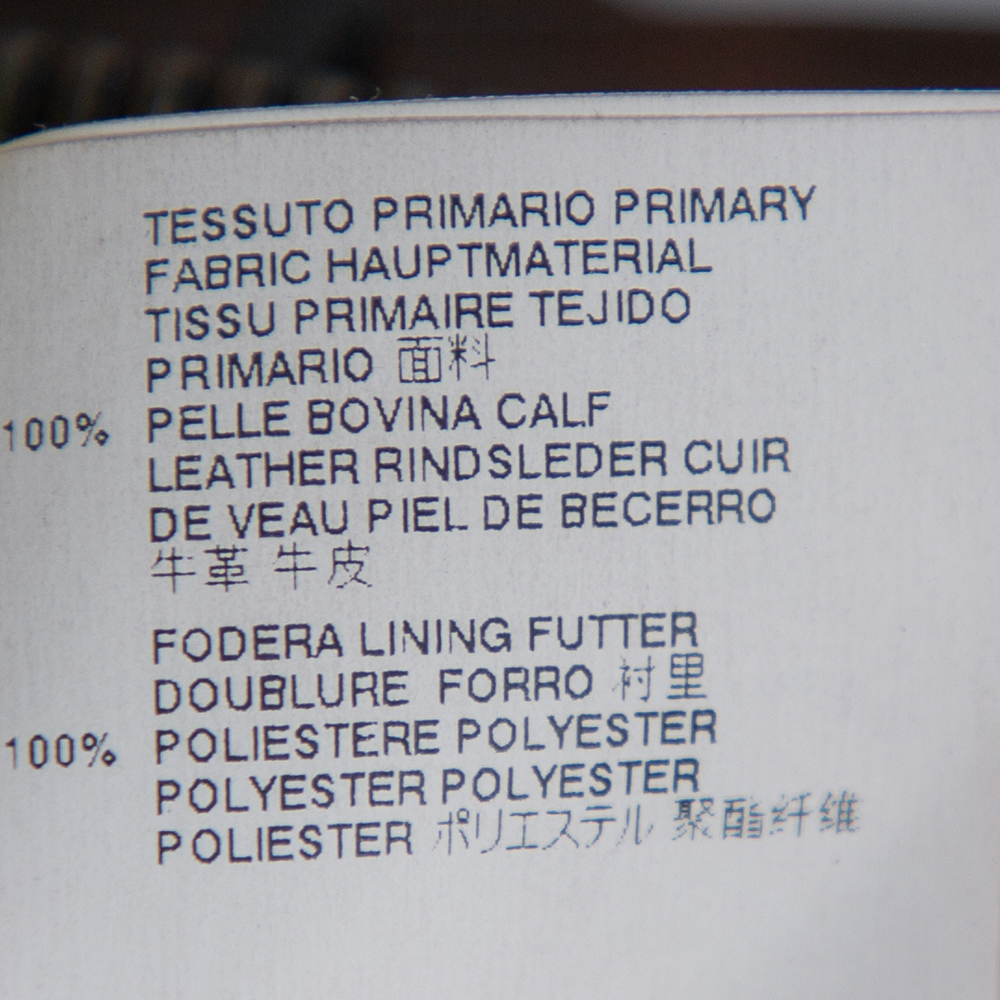 TESSUTO PRIMARIO PRIMARY
FABRIC HAUPTMATERIAL
TISSU PRIMAIRE TEJIDO
PRIMARIO 面料
100% PELLE BOVINA CALF
LEATHER RINDSLEDER CUIR
DE VEAU PIEL DE BECERRO
牛革 牛皮
FODERA LINING FUTTER
DOUBLURE FORRO 衬里
100% POLIESTERE POLYESTER
POLYESTER POLYESTER
POLIESTER ポリエステル 聚酯纤维